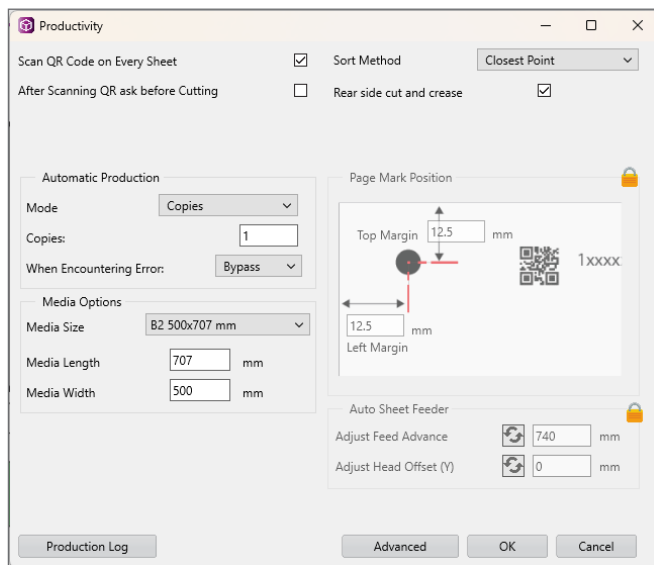 Productivity
Scan QR Code on Every Sheet
Sort Method
Closest Point
After Scanning QR ask before Cutting
Rear side cut and crease
Automatic Production
Mode
Copies
Copies:
1
When Encountering Error:
Bypass
Media Options
Media Size
B2 500x707 mm
Media Length
707
mm
Media Width
500
mm
Page Mark Position
Top Margin
12.5
mm
1xxxx
12.5
mm
Left Margin
Auto Sheet Feeder
Adjust Feed Advance
740
mm
Adjust Head Offset (Y)
0
mm
Production Log
Advanced
OK
Cancel